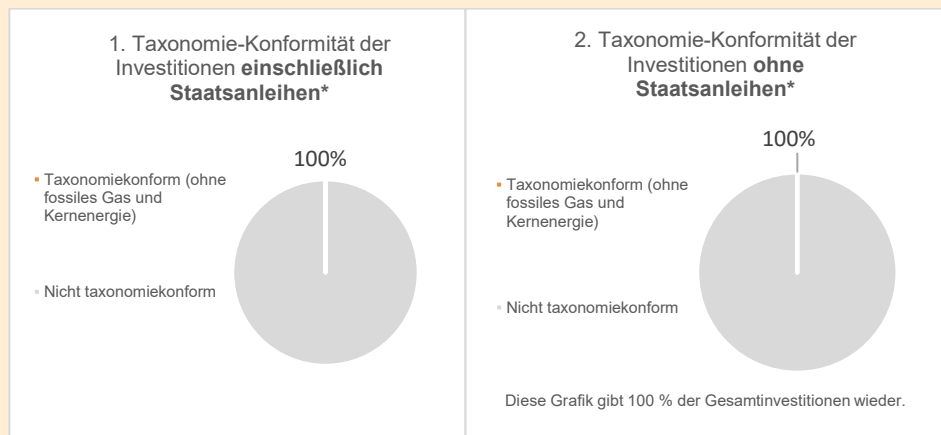 1. Taxonomie-Konformität der
Investitionen einschließlich
Staatsanleihen*
100%
Taxonomiekonform (ohne
fossiles Gas und
Kernenergie)
Nicht taxonomiekonform
2. Taxonomie-Konformität der
Investitionen ohne
Staatsanleihen*
100%
Taxonomiekonform (ohne
fossiles Gas und
Kernenergie)
Nicht taxonomiekonform
Diese Grafik gibt 100 % der Gesamtinvestitionen wieder.